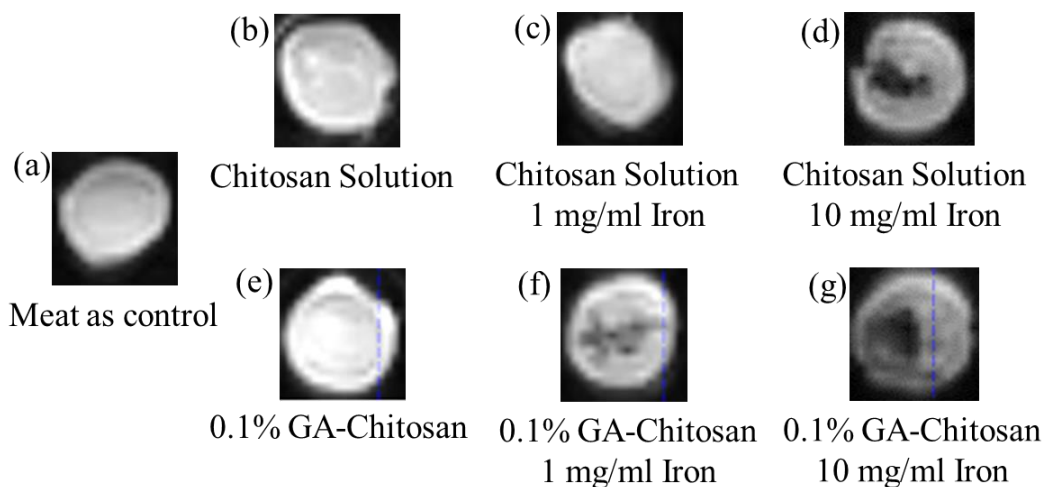 (a)
Meat as control
(b)
Chitosan Solution
(c)
Chitosan Solution
1 mg/ml Iron
(d)
Chitosan Solution
10 mg/ml Iron
(e)
0.1% GA-Chitosan
(f)
0.1% GA-Chitosan
1 mg/ml Iron
(g)
0.1% GA-Chitosan
10 mg/ml Iron